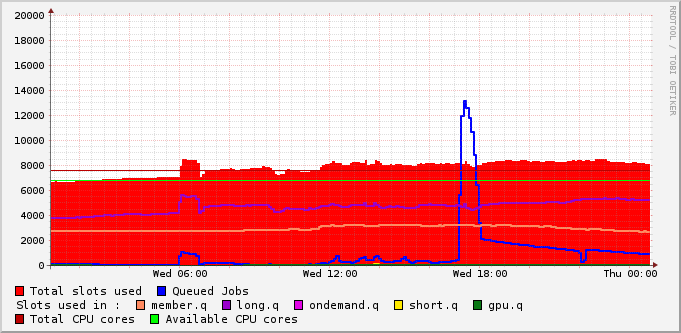 20000
18000
16000
14000
12000
10000
8000
6000
4000
2000
0
Wed 06:00 Wed 12:00 Wed 18:00 Thu 00:00
Total slots used Queued Jobs
Slots used in : member.q long.q ondemand.q short.q gpu.q
Total CPU cores Available CPU cores
RRDTOOL / TOBI OETIKER